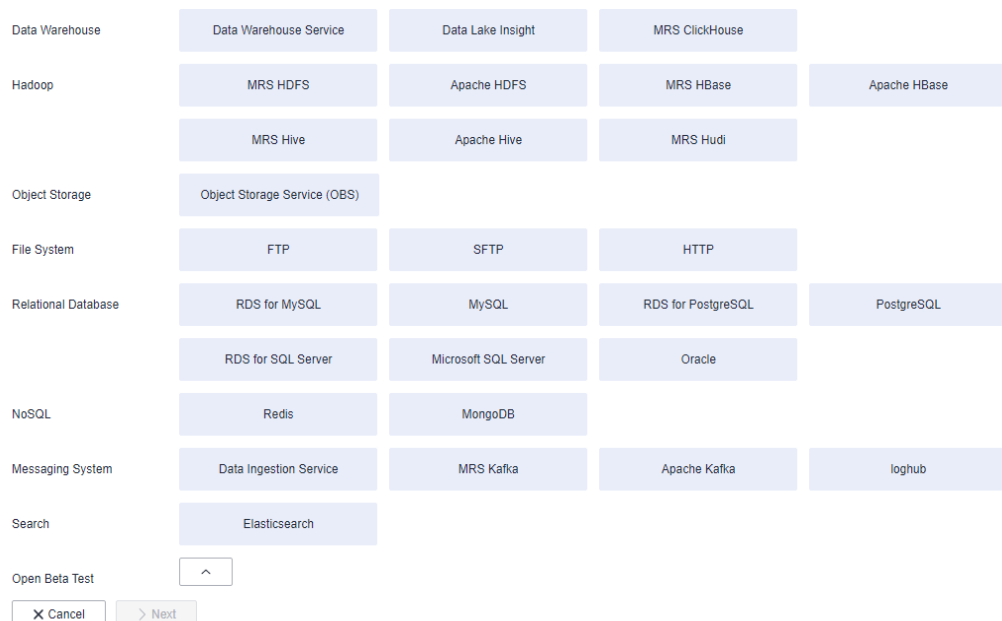 Data Warehouse Data Warehouse Service Data Lake Insight MRS ClickHouse
Hadoop MRS HDFS Apache HDFS MRS HBase Apache HBase
MRS Hive Apache Hive MRS Hudi
Object Storage Object Storage Service (OBS)
File System FTP SFTP HTTP
Relational Database RDS for MySQL MySQL RDS for PostgreSQL PostgreSQL
RDS for SQL Server Microsoft SQL Server Oracle
NoSQL Redis MongoDB
Messaging System Data Ingestion Service MRS Kafka Apache Kafka loghub
Search Elasticsearch
Open Beta Test
Cancel Next